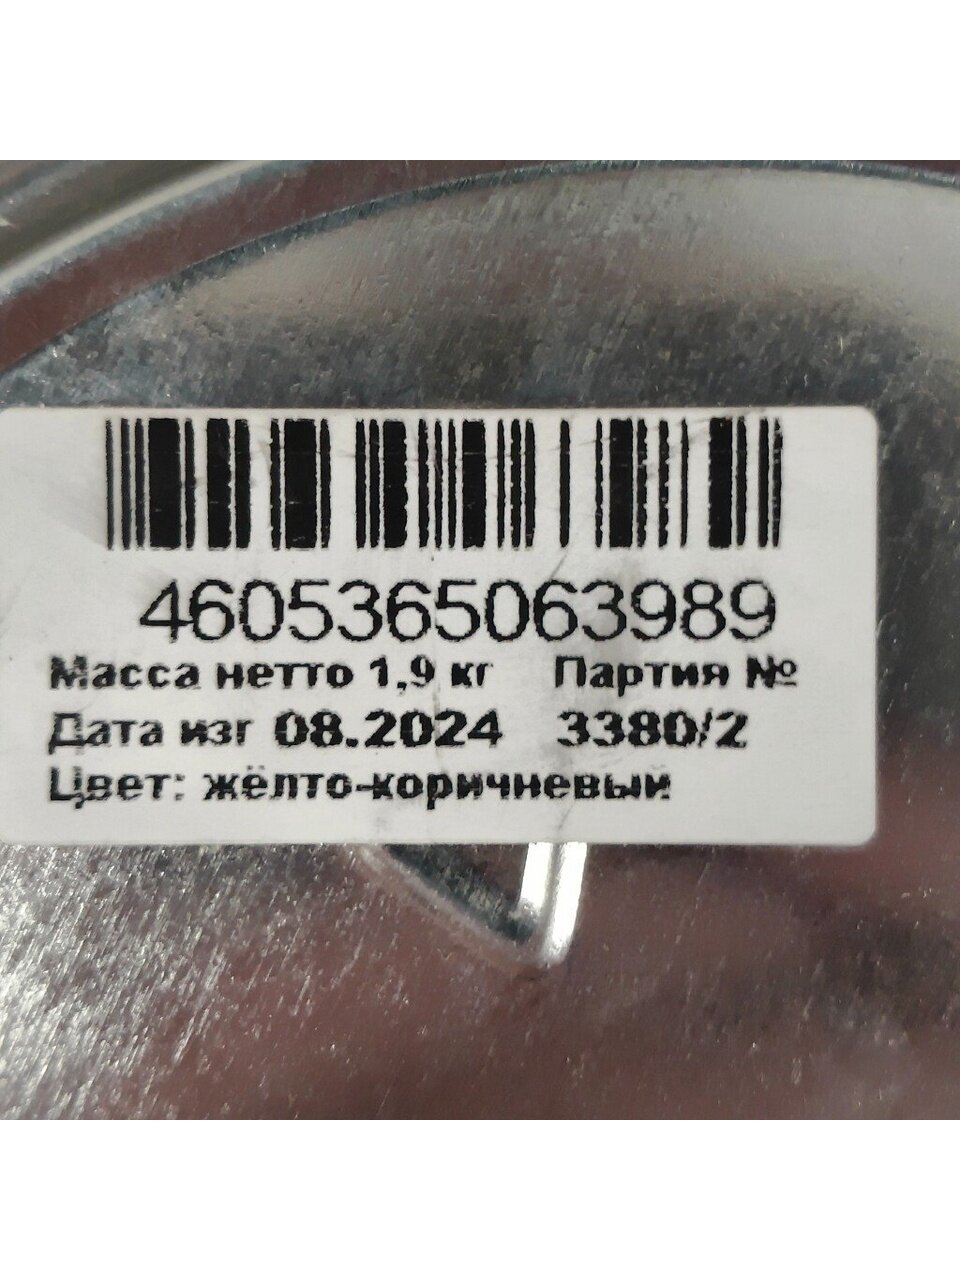 4605365063989
Масса нетто 1,9 кг Партия №
Дата изг 08.2024 3380/2
Цвет: жёлто-коричневый